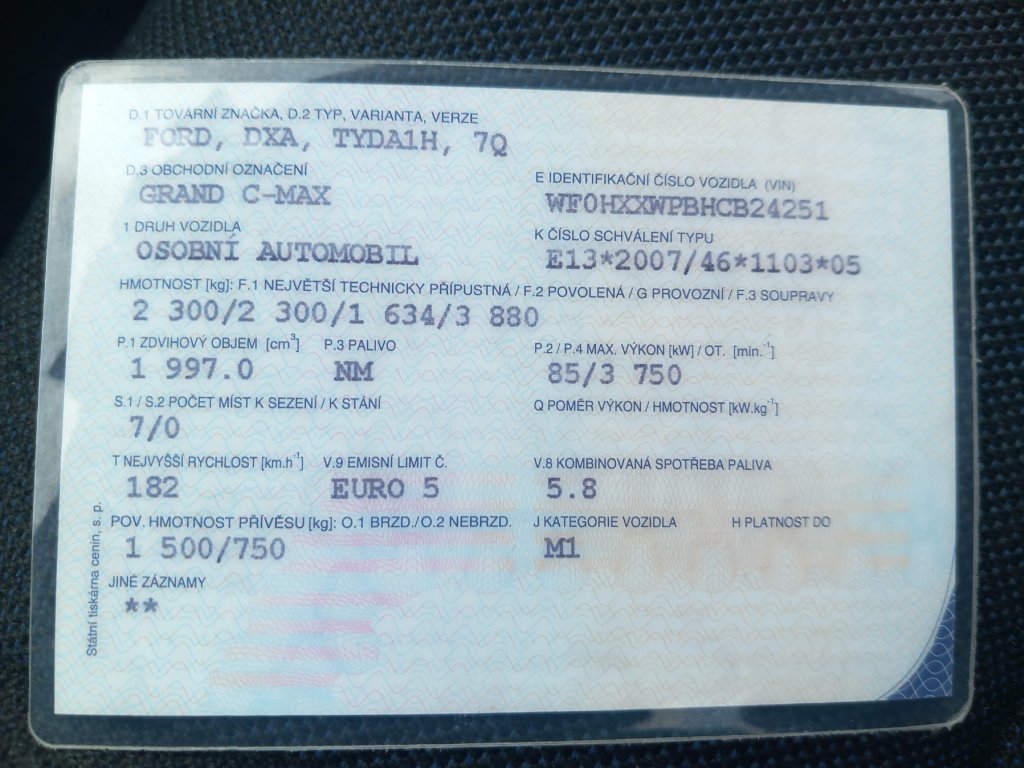 D.1 TOVÁRNÍ ZNAČKA, D.2 TYP, VARIANTA, VERZE
FORD, DXA, TYDA1H, 7Q
D.3 OBCHODNÍ OZNAČENÍ
GRAND C-MAX
E IDENTIFIKAČNÍ ČÍSLO VOZIDLA (VIN)
WF0HXXWPBHCB24251
1 DRUH VOZIDLA
OSOBNÍ AUTOMOBIL
K ČÍSLO SCHVÁLENÍ TYPU
E13*2007/46*1103*05
HMOTNOST [kg]: F.1 NEJVĚTŠÍ TECHNICKY PŘÍPUSTNÁ / F.2 POVOLENÁ / G PROVOZNÍ / F.3 SOUPRAVY
2 300/2 300/1 634/3 880
P.1 ZDVIHOVÝ OBJEM [cm³] P.3 PALIVO P.2 / P.4 MAX. VÝKON [kW] / OT. [min.⁻¹]
1 997.0 NM 85/3 750
S.1 / S.2 POČET MÍST K SEZENÍ / K STÁNÍ Q POMĚR VÝKON / HMOTNOST [kW.kg⁻¹]
7/0
T NEJVYŠŠÍ RYCHLOST [km.h⁻¹] V.9 EMISNÍ LIMIT Č. V.8 KOMBINOVANÁ SPOTŘEBA PALIVA
182 EURO 5 5.8
POV. HMOTNOST PŘÍVĚSU [kg]: O.1 BRZD./O.2 NEBRZD. J KATEGORIE VOZIDLA H PLATNOST DO
1 500/750 M1
JINÉ ZÁZNAMY
**
Státní tiskárna cenin, s. p.